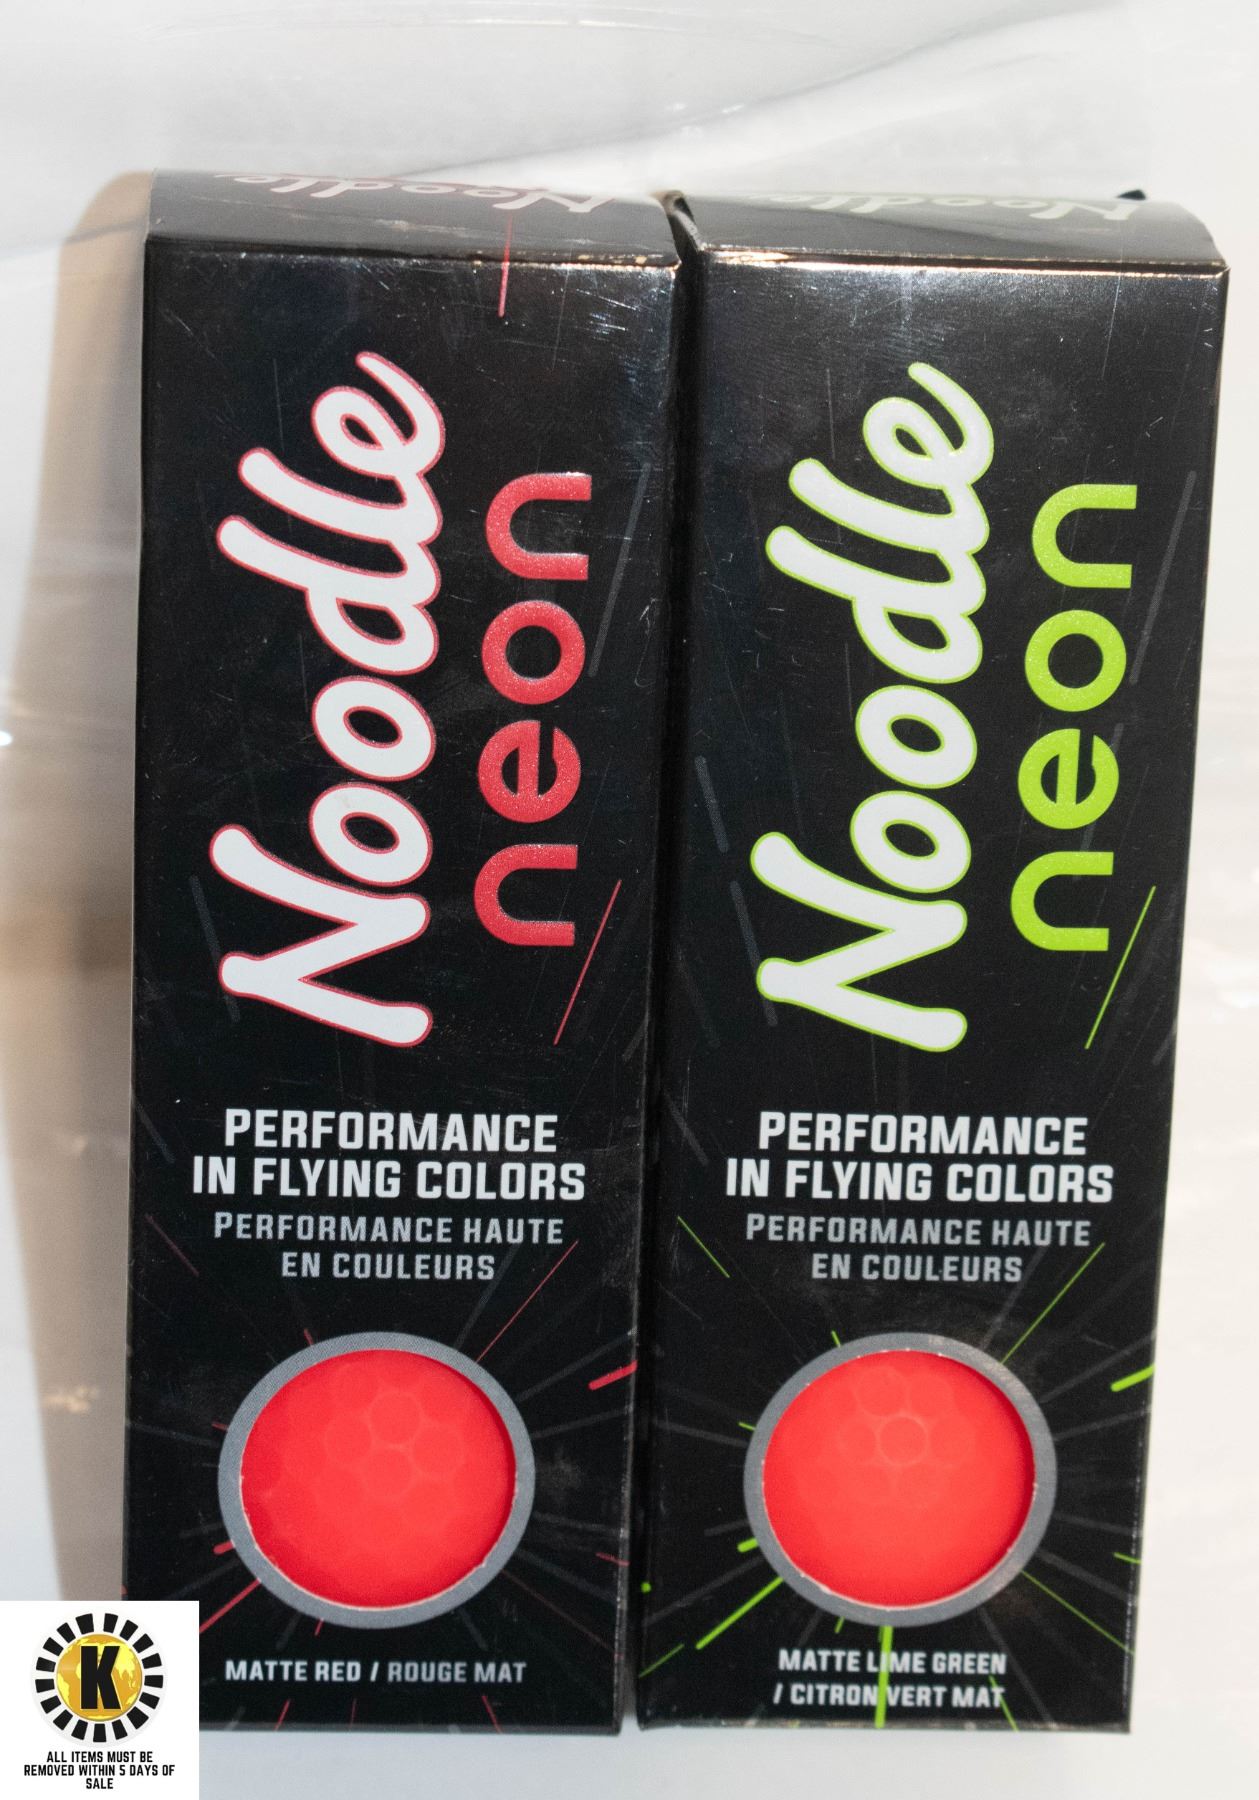 Noodle
Noodle
neon
PERFORMANCE
IN FLYING COLORS
PERFORMANCE HAUTE
EN COULEURS
MATTE RED / ROUGE MAT
Noodle
Noodle
neon
PERFORMANCE
IN FLYING COLORS
PERFORMANCE HAUTE
EN COULEURS
MATTE LIME GREEN
/ CITRON VERT MAT
K
ALL ITEMS MUST BE
REMOVED WITHIN 5 DAYS OF
SALE